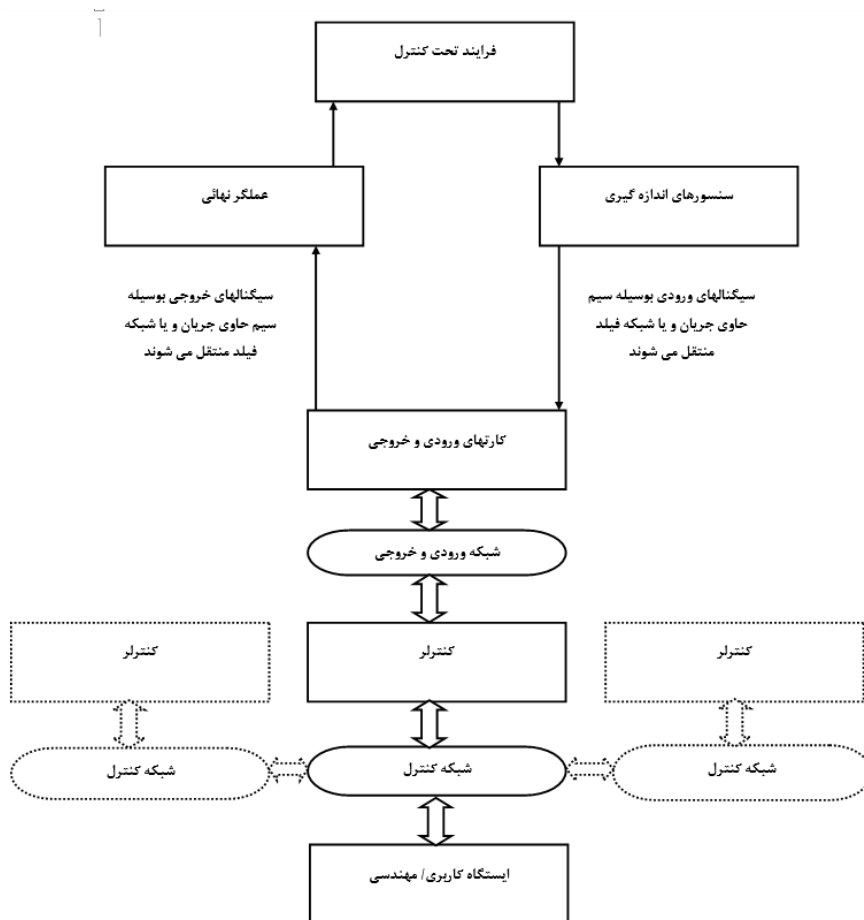 فرایند تحت کنترل
عملگر نهائی
سنسورهای اندازه گیری
سیگنالهای خروجی بوسیله
سیم حاوی جریان و یا شبکه
فیلد منتقل می شوند
سیگنالهای ورودی بوسیله سیم
حاوی جریان و یا شبکه فیلد
منتقل می شوند
کارتهای ورودی و خروجی
شبکه ورودی و خروجی
کنترلر
کنترلر
کنترلر
شبکه کنترل
شبکه کنترل
شبکه کنترل
ایستگاه کاربری/ مهندسی